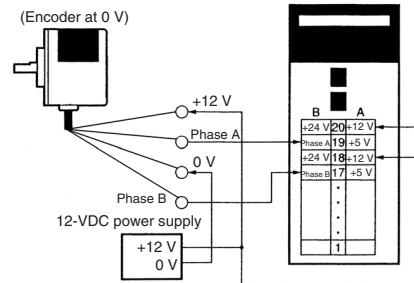 (Encoder at 0 V)
+12 V
Phase A
0 V
Phase B
12-VDC power supply
+12 V
0 V
B A
+24 V 20 +12 V
Phase A 19 +5 V
+24 V 18 +12 V
Phase B 17 +5 V
1